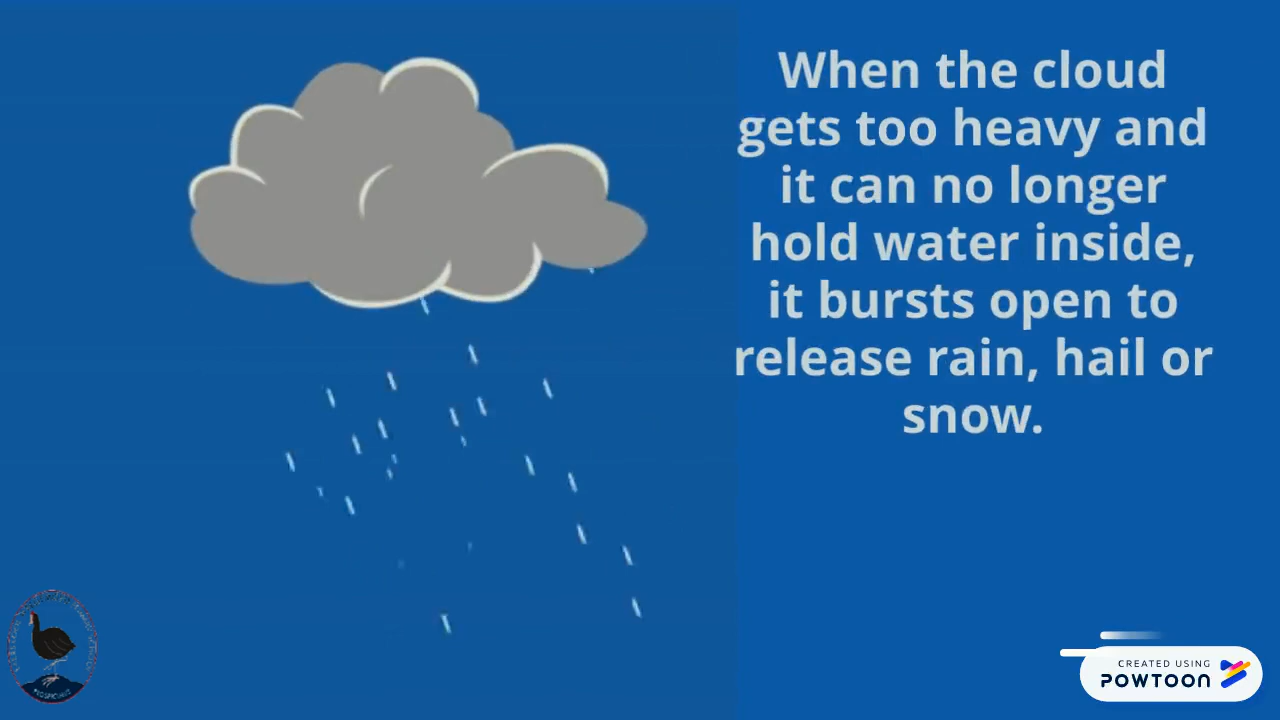 When the cloud
gets too heavy and
it can no longer
hold water inside,
it bursts open to
release rain, hail or
snow.
CREATED USING
POWTOON